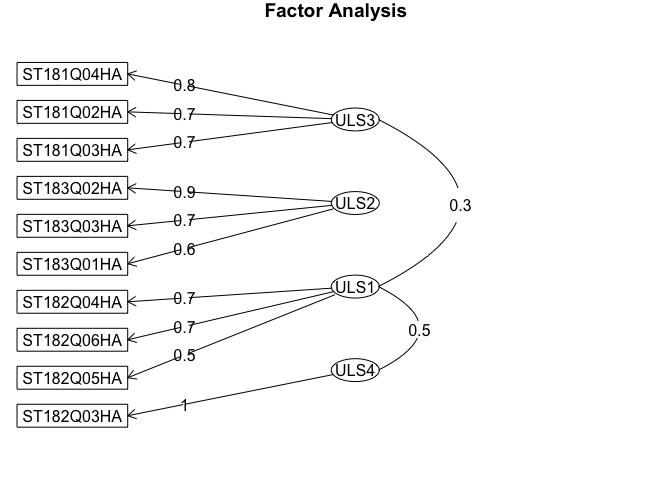 Factor Analysis
ST181Q04HA
0.8
ST181Q02HA
0.7
ULS3
ST181Q03HA
0.7
ST183Q02HA
0.9
ULS2
0.3
ST183Q03HA
0.7
ST183Q01HA
0.6
ST182Q04HA
0.7
ULS1
ST182Q06HA
0.7
0.5
ST182Q05HA
0.5
ULS4
ST182Q03HA
1